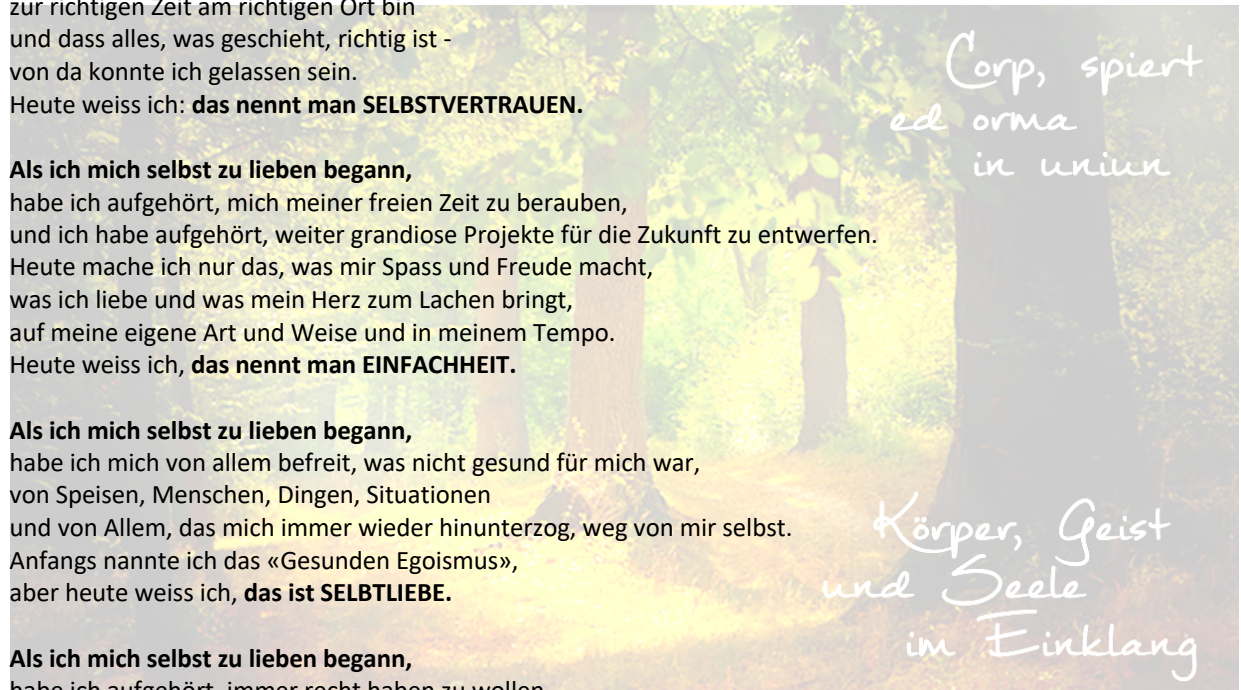 zur richtigen Zeit am richtigen Ort bin
und dass alles, was geschieht, richtig ist -
von da konnte ich gelassen sein.
Heute weiss ich: das nennt man SELBSTVERTRAUEN.
Als ich mich selbst zu lieben begann,
habe ich aufgehört, mich meiner freien Zeit zu berauben,
und ich habe aufgehört, weiter grandiose Projekte für die Zukunft zu entwerfen.
Heute mache ich nur das, was mir Spass und Freude macht,
was ich liebe und was mein Herz zum Lachen bringt,
auf meine eigene Art und Weise und in meinem Tempo.
Heute weiss ich, das nennt man EINFACHHEIT.
Als ich mich selbst zu lieben begann,
habe ich mich von allem befreit, was nicht gesund für mich war,
von Speisen, Menschen, Dingen, Situationen
und von Allem, das mich immer wieder hinunterzog, weg von mir selbst.
Anfangs nannte ich das «Gesunden Egoismus»,
aber heute weiss ich, das ist SELBTLIEBE.
Als ich mich selbst zu lieben begann,
habe ich aufgehört, immer recht haben zu wollen
Corp, spiert
ed orma
in uniun
Körper, Geist
und Seele
im Einklang